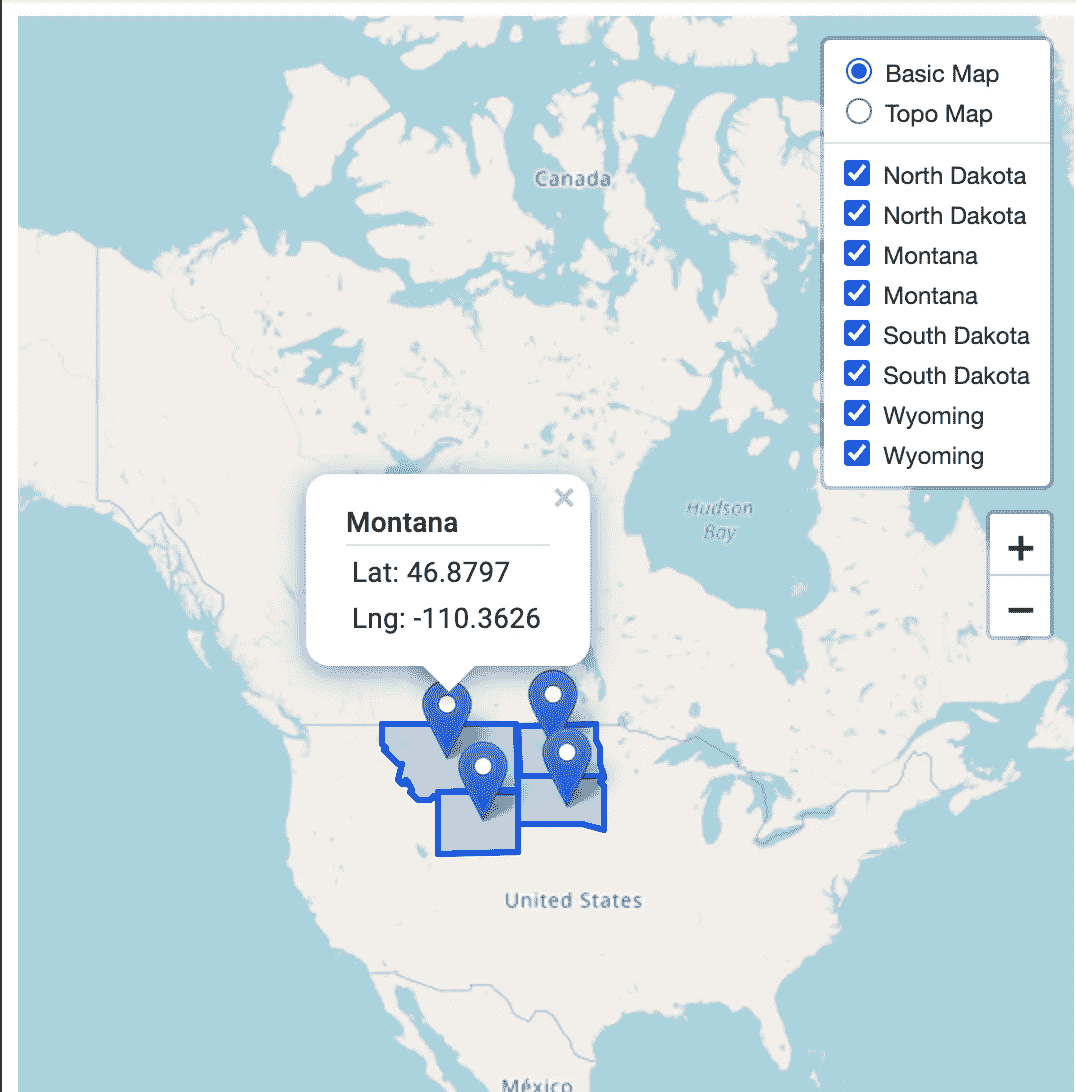 Basic Map
Topo Map
North Dakota
North Dakota
Montana
Montana
South Dakota
South Dakota
Wyoming
Wyoming
Canada
Hudson
Bay
×
Montana
Lat: 46.8797
Lng: -110.3626
+
−
United States
México